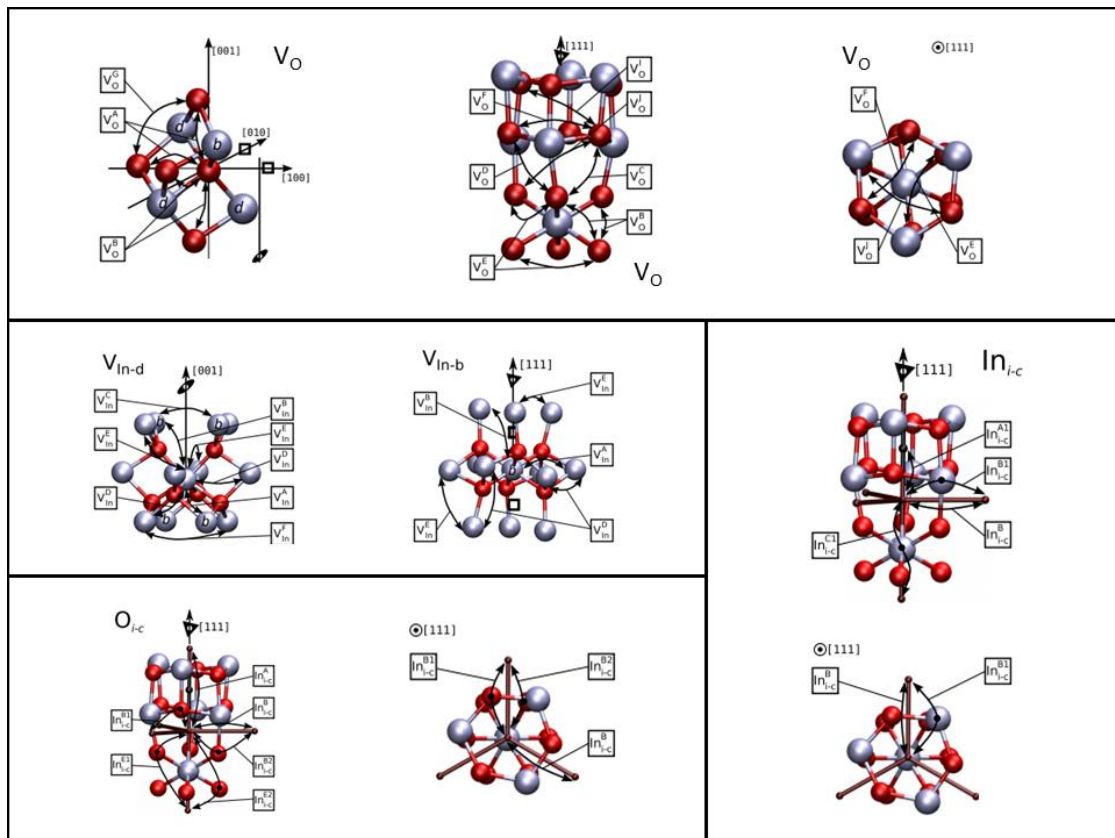 V_O
[001]
V_O^G
V_O^A
[010]
[100]
V_O^B
d
b
d
d
[111]
V_O^I
V_O^F
V_O^J
V_O^D
V_O^C
V_O^B
V_O^E
V_O
V_O
[111]
V_O^F
V_O^I
V_O^E
V_In-d
[001]
V_In^C
V_In^B
V_In^E
V_In^E
V_In^D
V_In^D
V_In^A
V_In^F
b
b
b
b
V_In-b
[111]
V_In^E
V_In^B
V_In^A
V_In^E
V_In^D
b
In_i-c
[111]
In_i-c^A1
In_i-c^B1
In_i-c^B
In_i-c^C1
[111]
In_i-c^B
In_i-c^B1
O_i-c
[111]
In_i-c^A
In_i-c^B1
In_i-c^B
In_i-c^E1
In_i-c^B2
In_i-c^E2
[111]
In_i-c^B1
In_i-c^B2
In_i-c^B